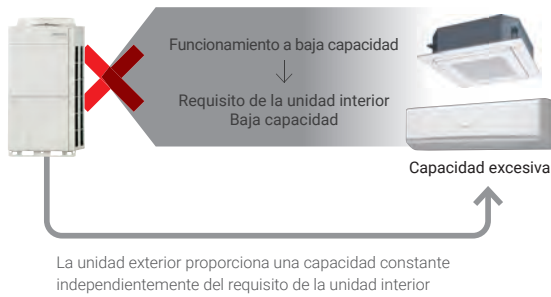 Funcionamiento a baja capacidad
Requisito de la unidad interior
Baja capacidad
Capacidad excesiva
La unidad exterior proporciona una capacidad constante
independientemente del requisito de la unidad interior